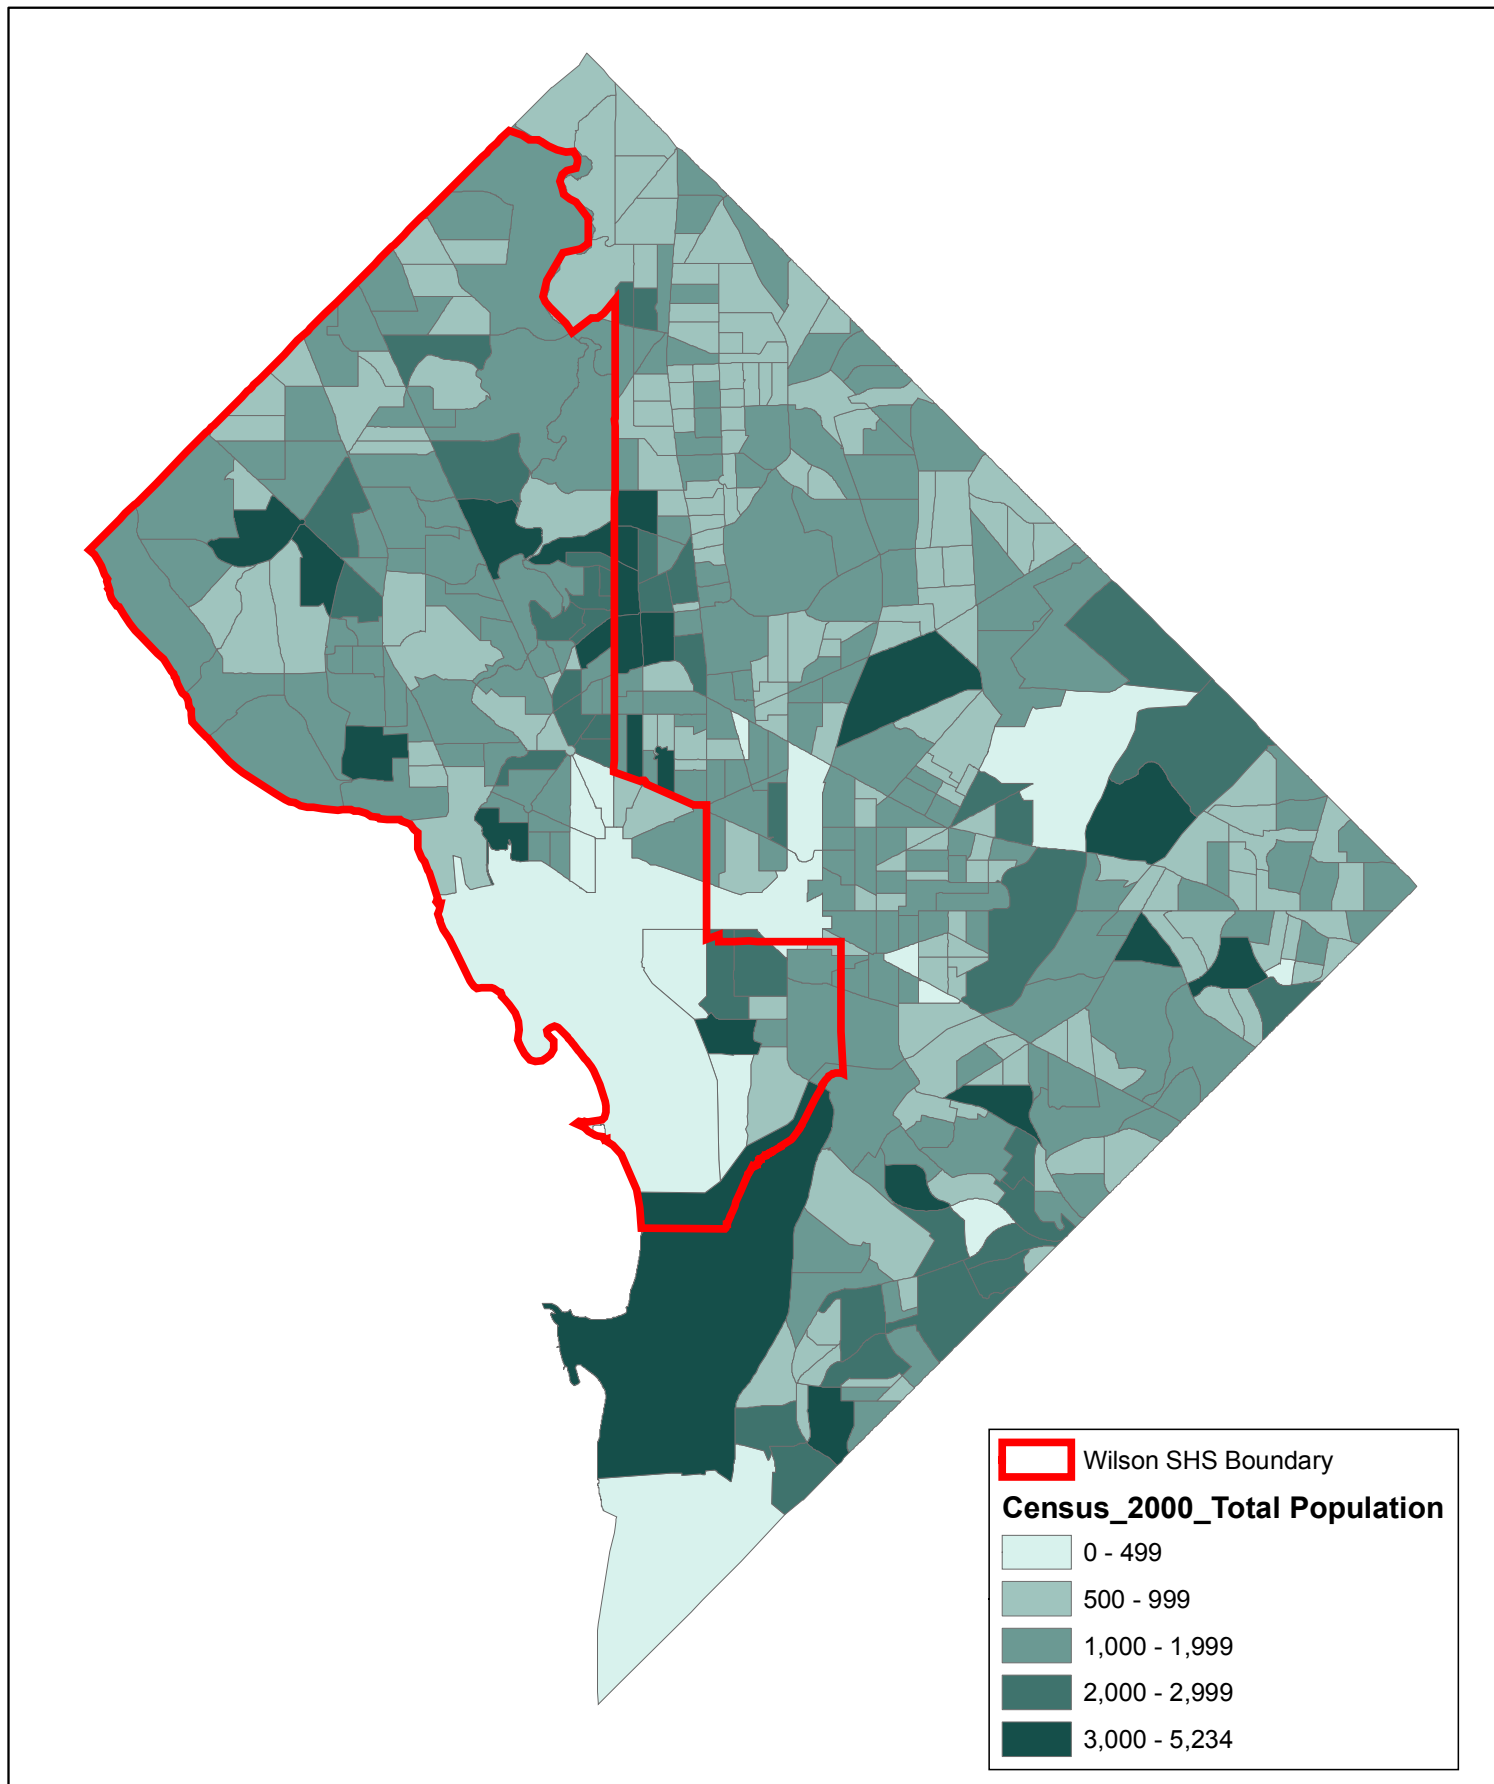 Wilson SHS Boundary
Census_2000_Total Population
0 - 499
500 - 999
1,000 - 1,999
2,000 - 2,999
3,000 - 5,234